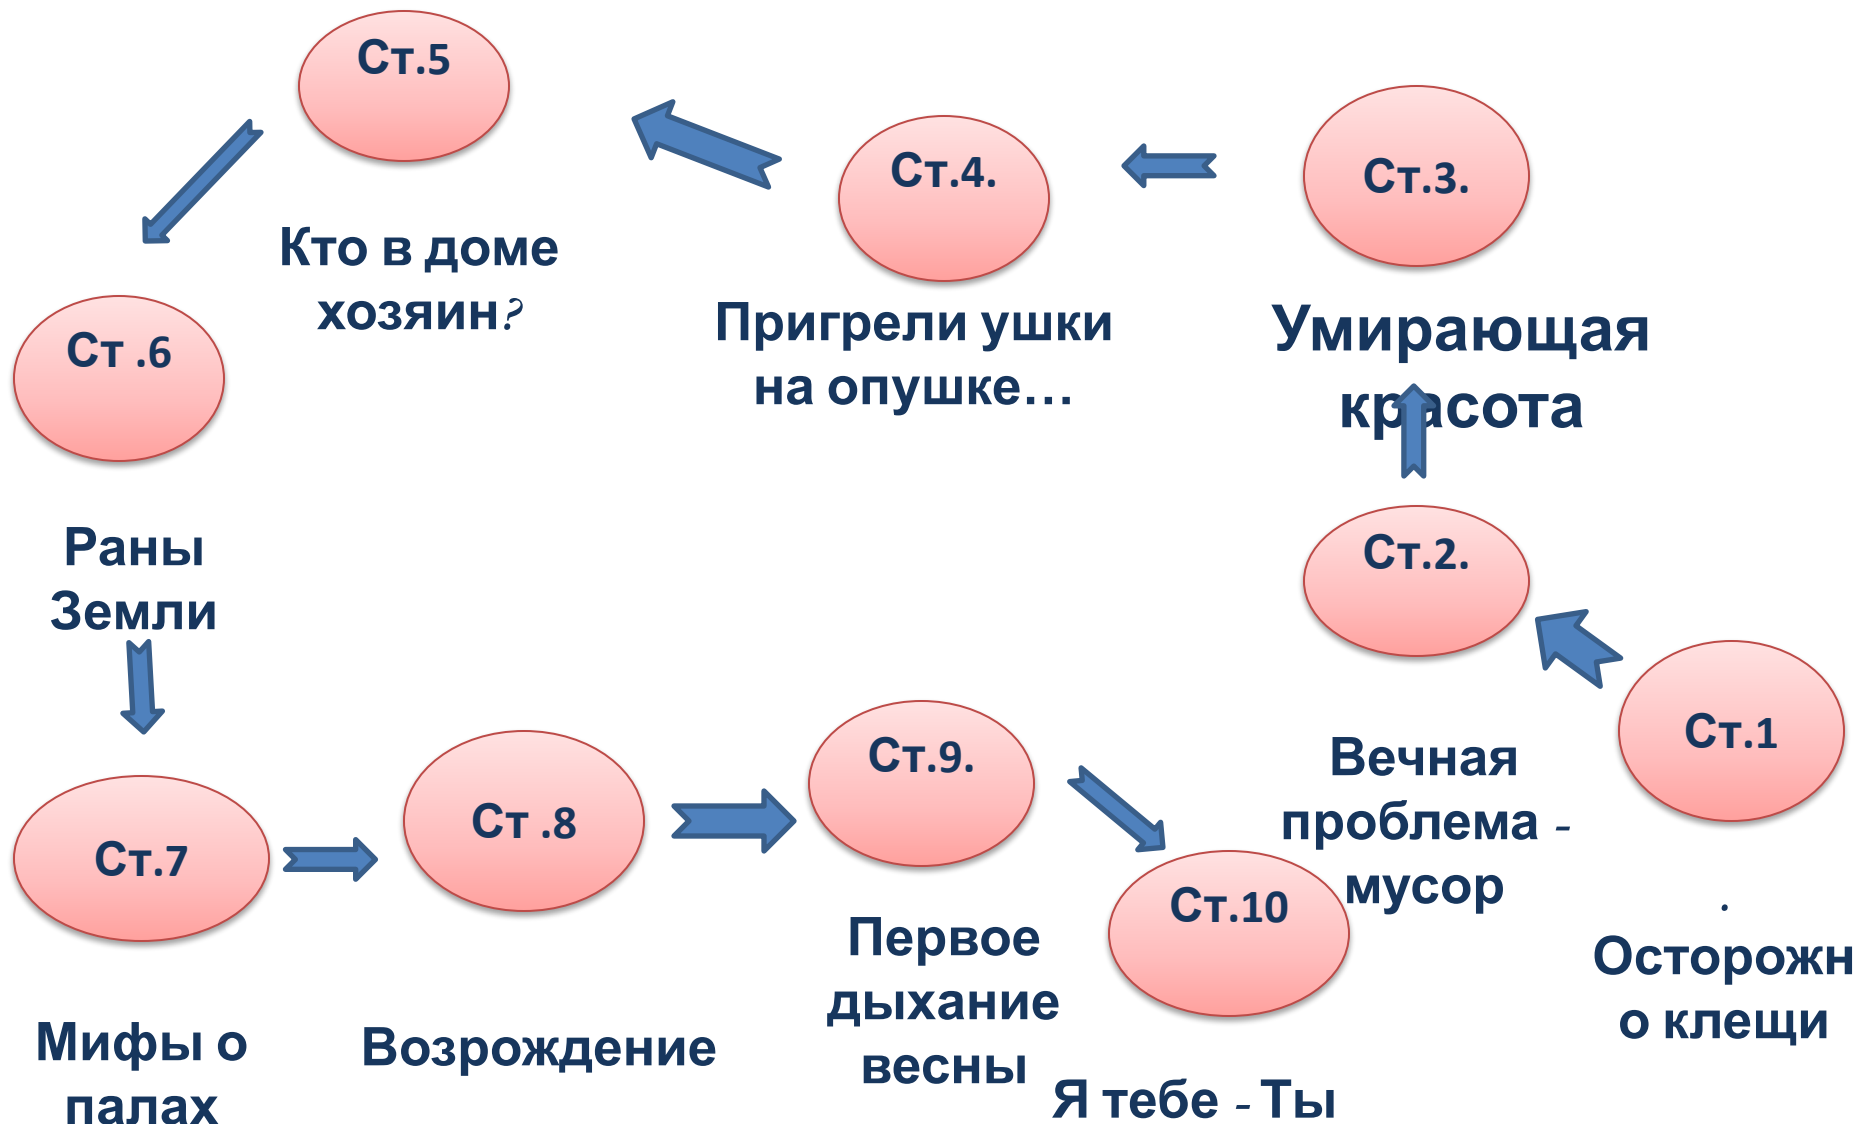 Ст.5
Кто в доме
хозяин?
Ст.4.
Пригрели ушки
на опушке...
Ст.3.
Умирающая
красота
Ст .6
Раны
Земли
Ст.2.
Вечная
проблема -
мусор
Ст.1
.
Осторожн
о клещи
Ст.7
Мифы о
палах
Ст .8
Возрождение
Ст.9.
Первое
дыхание
весны
Ст.10
Я тебе - Ты